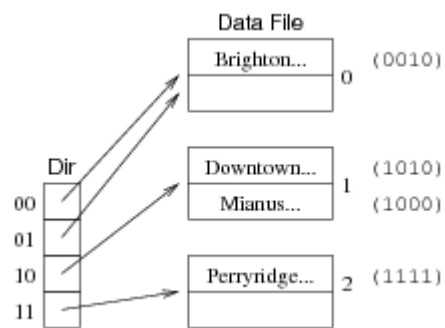 Data File
Brighton... 0 (0010)
Dir
00
01
10
11
Downtown... (1010)
1
Mianus... (1000)
Perryridge... 2 (1111)